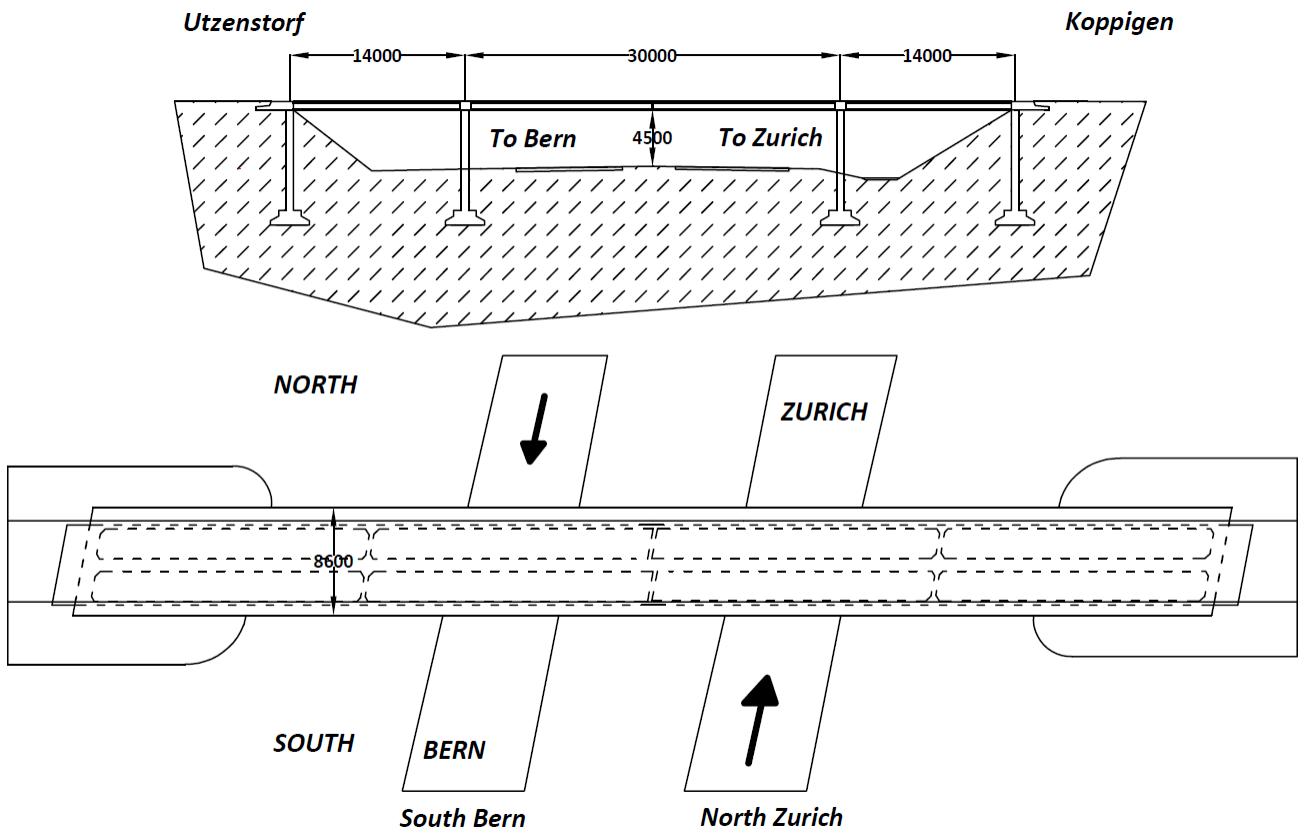 Utzenstorf
Koppigen
14000
30000
14000
To Bern
4500
To Zurich
NORTH
ZURICH
8600
SOUTH
BERN
South Bern
North Zurich